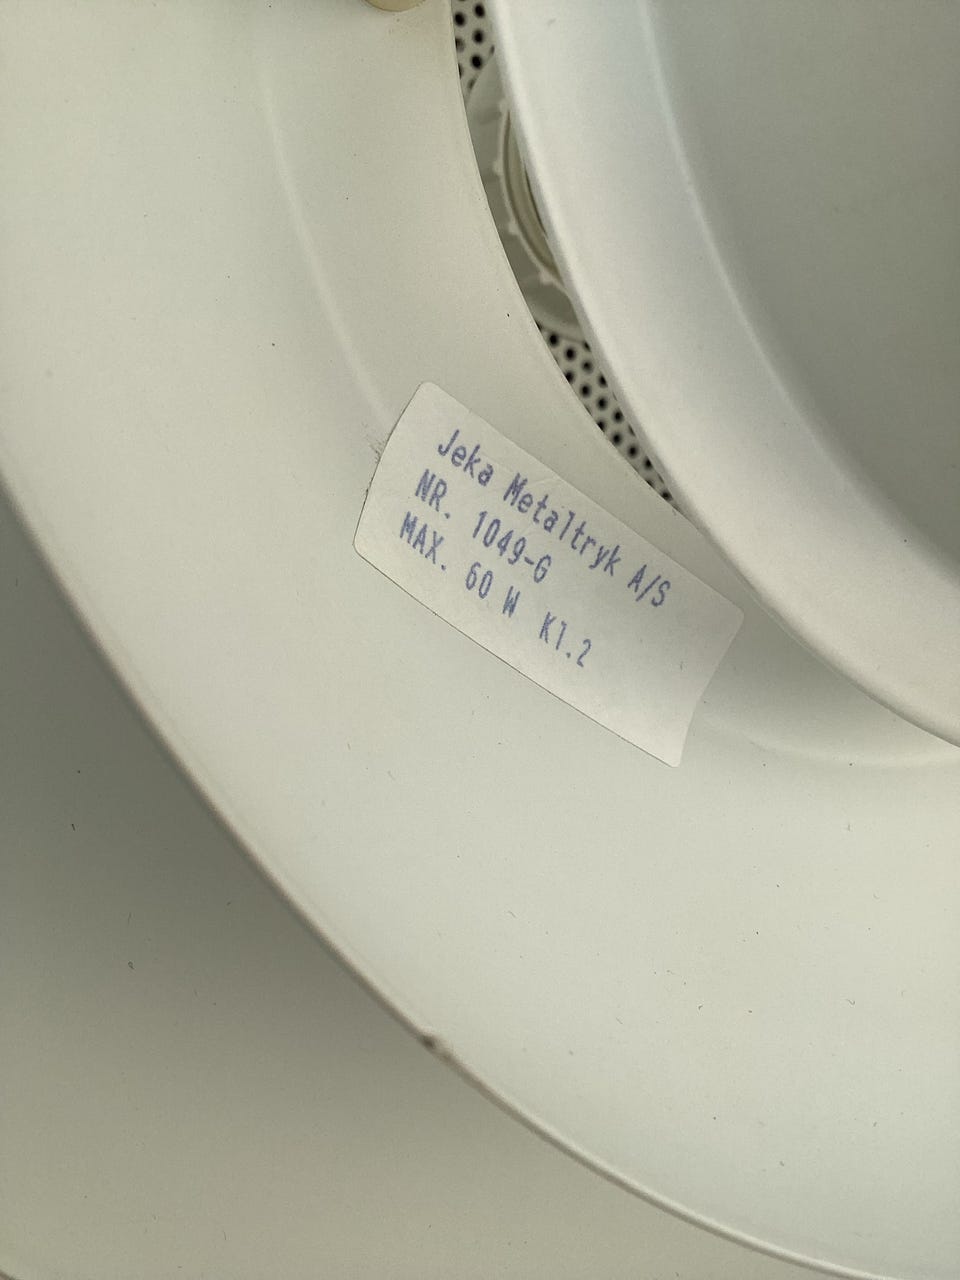 Jeka Metaltryk A/S
NR. 1049-G
MAX. 60 W Kl.2